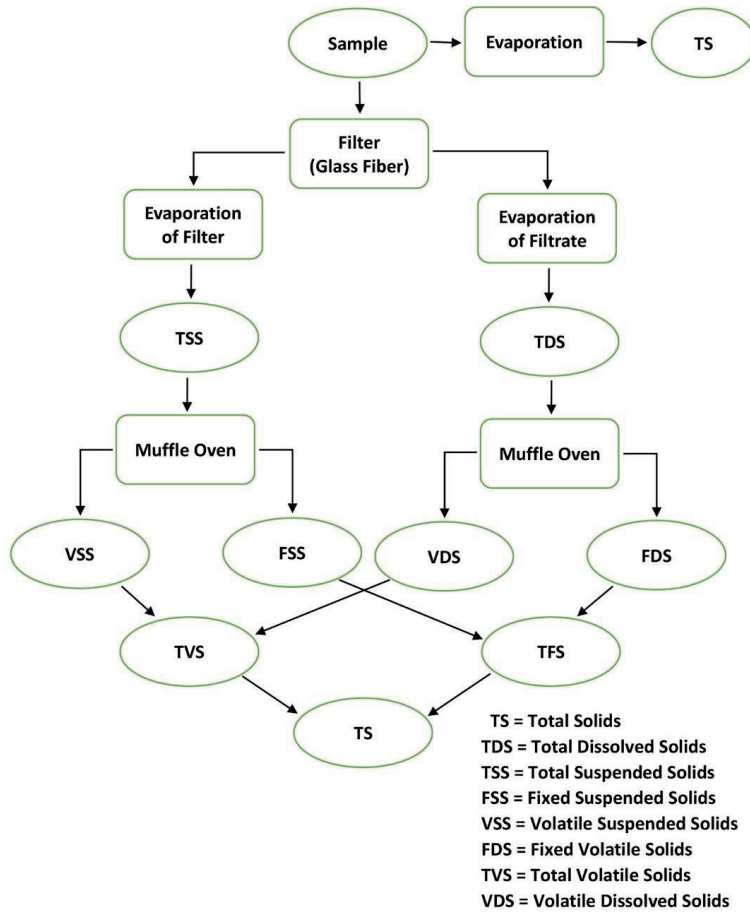 Sample
Evaporation
TS
Filter
(Glass Fiber)
Evaporation
of Filter
Evaporation
of Filtrate
TSS
TDS
Muffle Oven
Muffle Oven
VSS
FSS
VDS
FDS
TVS
TFS
TS
TS = Total Solids
TDS = Total Dissolved Solids
TSS = Total Suspended Solids
FSS = Fixed Suspended Solids
VSS = Volatile Suspended Solids
FDS = Fixed Volatile Solids
TVS = Total Volatile Solids
VDS = Volatile Dissolved Solids